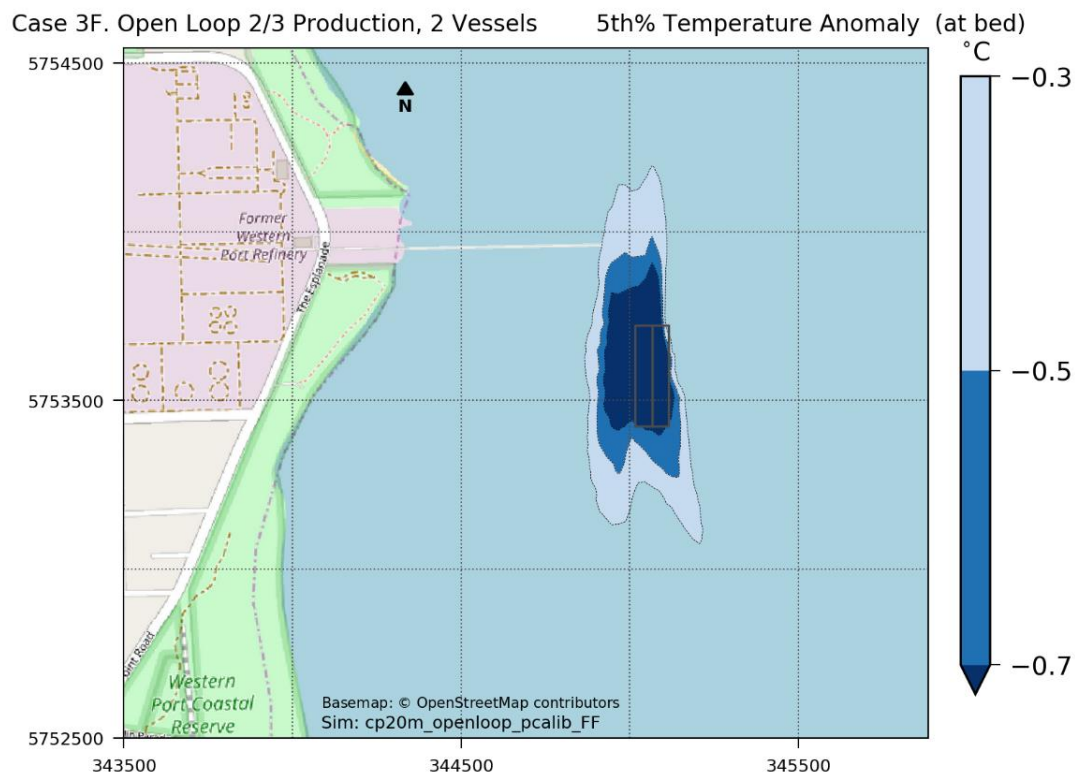 Case 3F. Open Loop 2/3 Production, 2 Vessels 5th% Temperature Anomaly (at bed)
°C
5754500
N
−0.3
Former
Western
Port Refinery
The Esplanade
5753500
−0.5
−0.7
Western
Port Coastal
Reserve
Basemap: © OpenStreetMap contributors
Sim: cp20m_openloop_pcalib_FF
5752500
343500
344500
345500